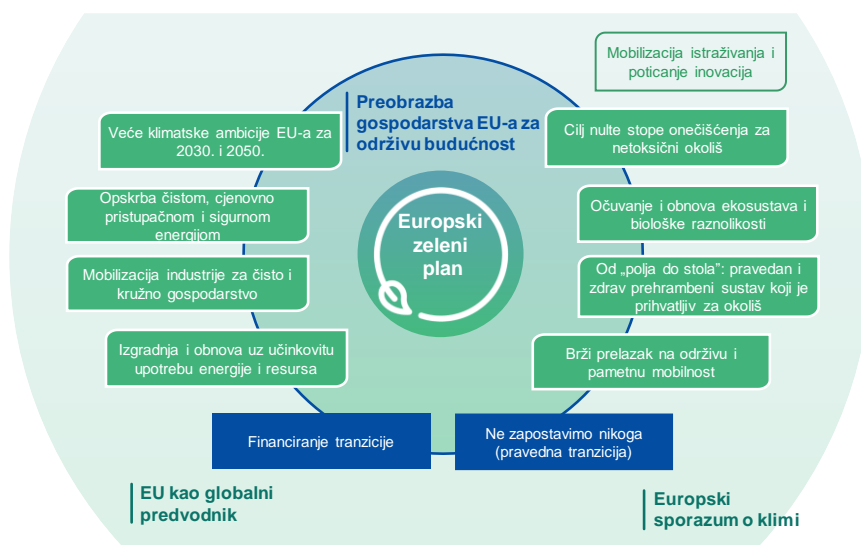 Mobilizacija istraživanja i
poticanje inovacija
Preobrazba
gospodarstva EU-a za
održivu budućnost
Veće klimatske ambicije EU-a za
2030. i 2050.
Cilj nulte stope onečišćenja za
netoksični okoliš
Opskrba čistom, cjenovno
pristupačnom i sigurnom
energijom
Očuvanje i obnova ekosustava i
biološke raznolikosti
Europski
zeleni
plan
Mobilizacija industrije za čisto i
kružno gospodarstvo
Od „polja do stola”: pravedan i
zdrav prehrambeni sustav koji je
prihvatljiv za okoliš
Izgradnja i obnova uz učinkovitu
upotrebu energije i resursa
Brži prelazak na održivu i
pametnu mobilnost
Financiranje tranzicije
Ne zapostavimo nikoga
(pravedna tranzicija)
EU kao globalni
predvodnik
Europski
sporazum o klimi